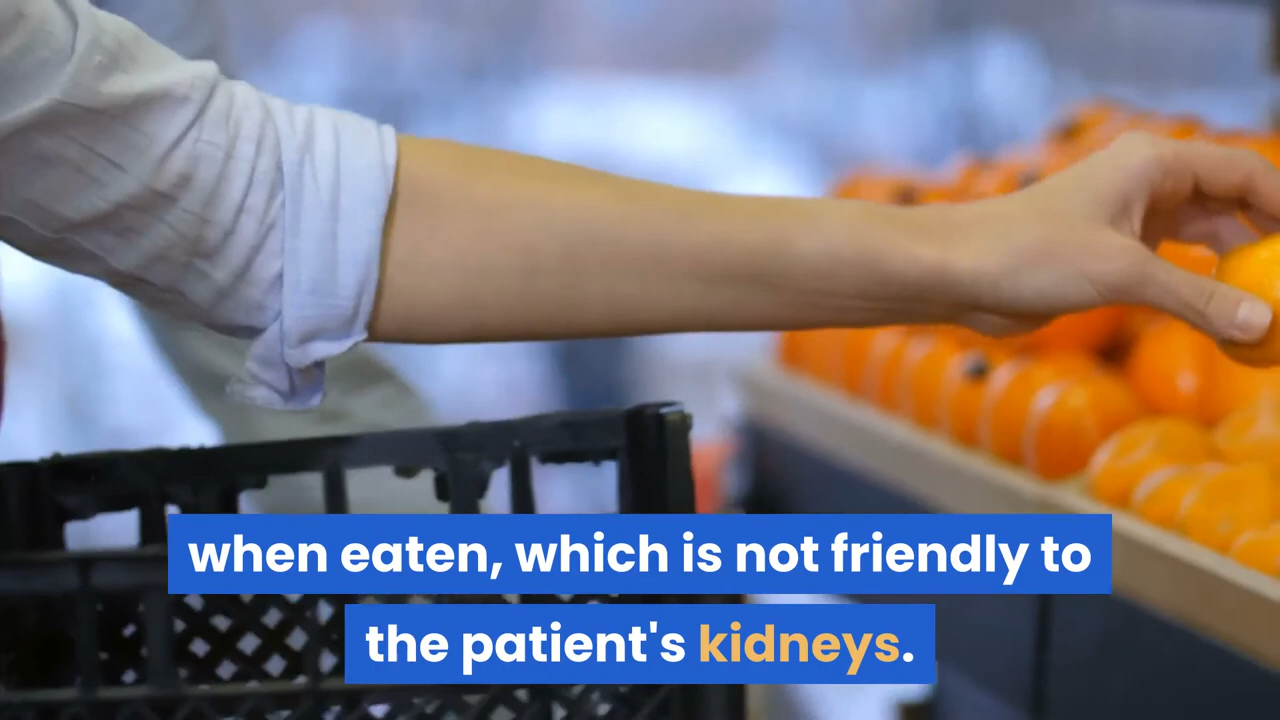 when eaten, which is not friendly to
the patient's kidneys.